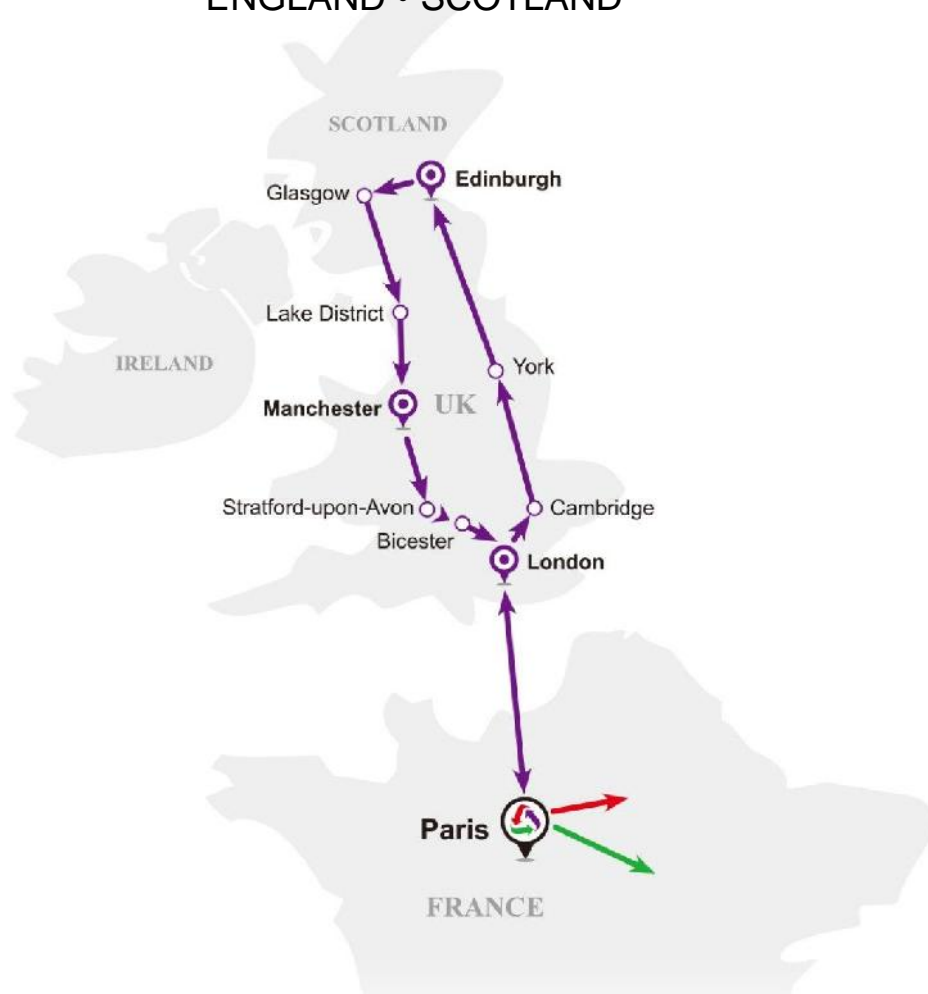 ENGLAND • SCOTLAND
SCOTLAND
Edinburgh
Glasgow
Lake District
IRELAND
York
Manchester
UK
Stratford-upon-Avon
Cambridge
Bicester
London
Paris
FRANCE